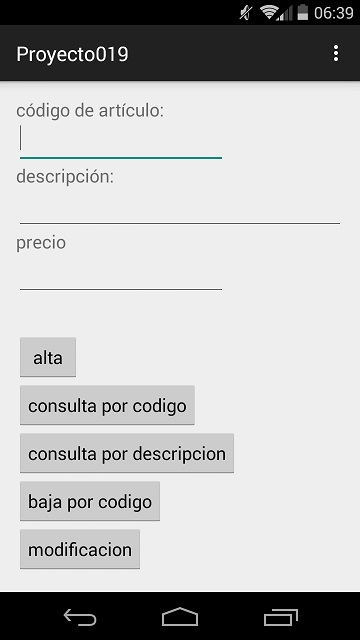 06:39
Proyecto019
código de artículo:
descripción:
precio
alta
consulta por codigo
consulta por descripcion
baja por codigo
modificacion